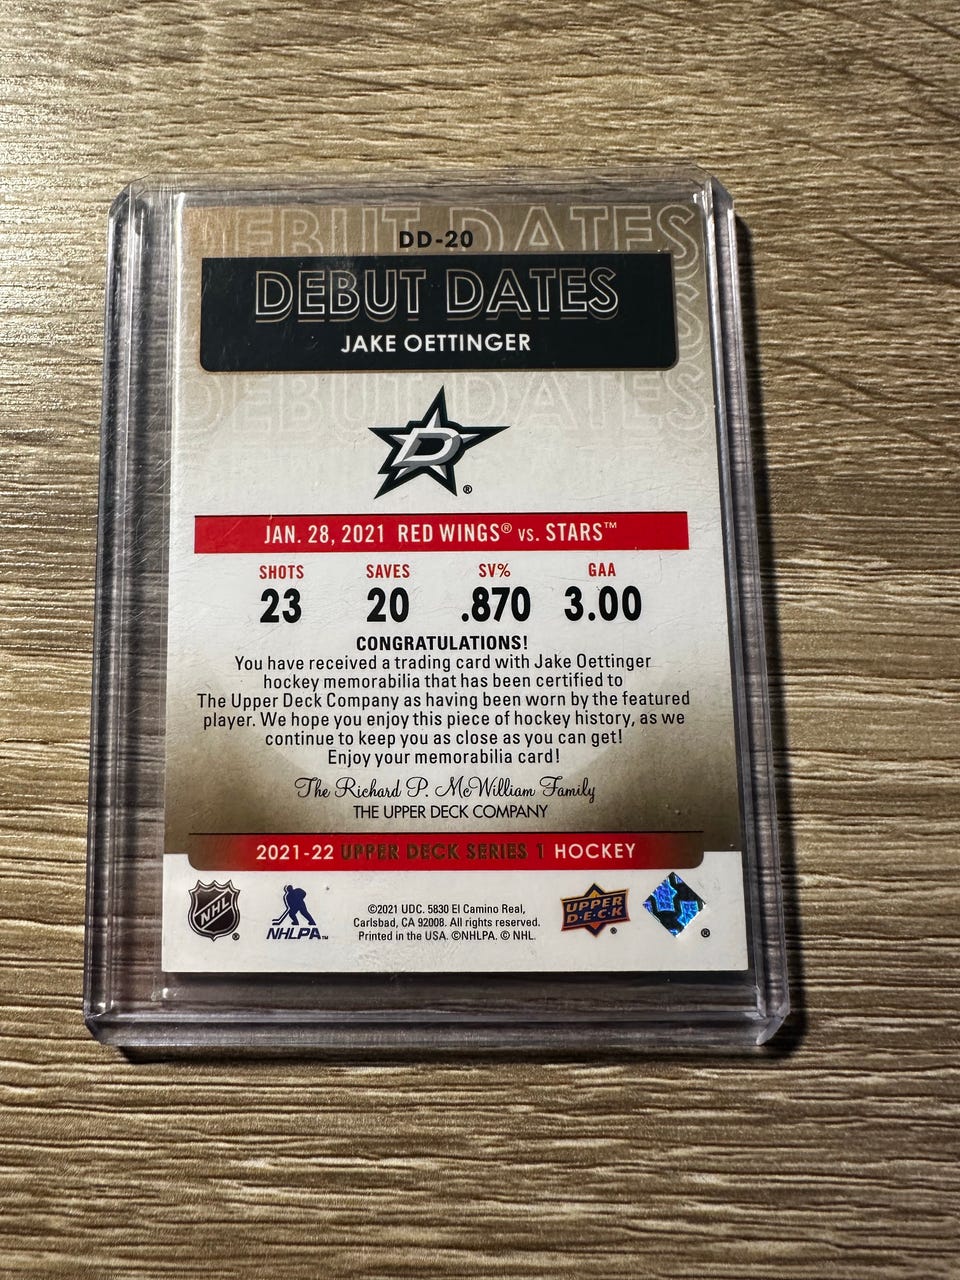 DEBUT DATES
DD-20
DEBUT DATES
JAKE OETTINGER
DEBUT DATES
D
®
JAN. 28, 2021 RED WINGS® vs. STARS™
SHOTS SAVES SV% GAA
23 20 .870 3.00
CONGRATULATIONS!
You have received a trading card with Jake Oettinger
hockey memorabilia that has been certified to
The Upper Deck Company as having been worn by the featured
player. We hope you enjoy this piece of hockey history, as we
continue to keep you as close as you can get!
Enjoy your memorabilia card!
The Richard P. McWilliam Family
THE UPPER DECK COMPANY
2021-22 UPPER DECK SERIES 1 HOCKEY
NHL ®
NHLPA™
©2021 UDC. 5830 El Camino Real,
Carlsbad, CA 92008. All rights reserved.
Printed in the USA. ©NHLPA. © NHL.
UPPER
D·E·C·K ®
®